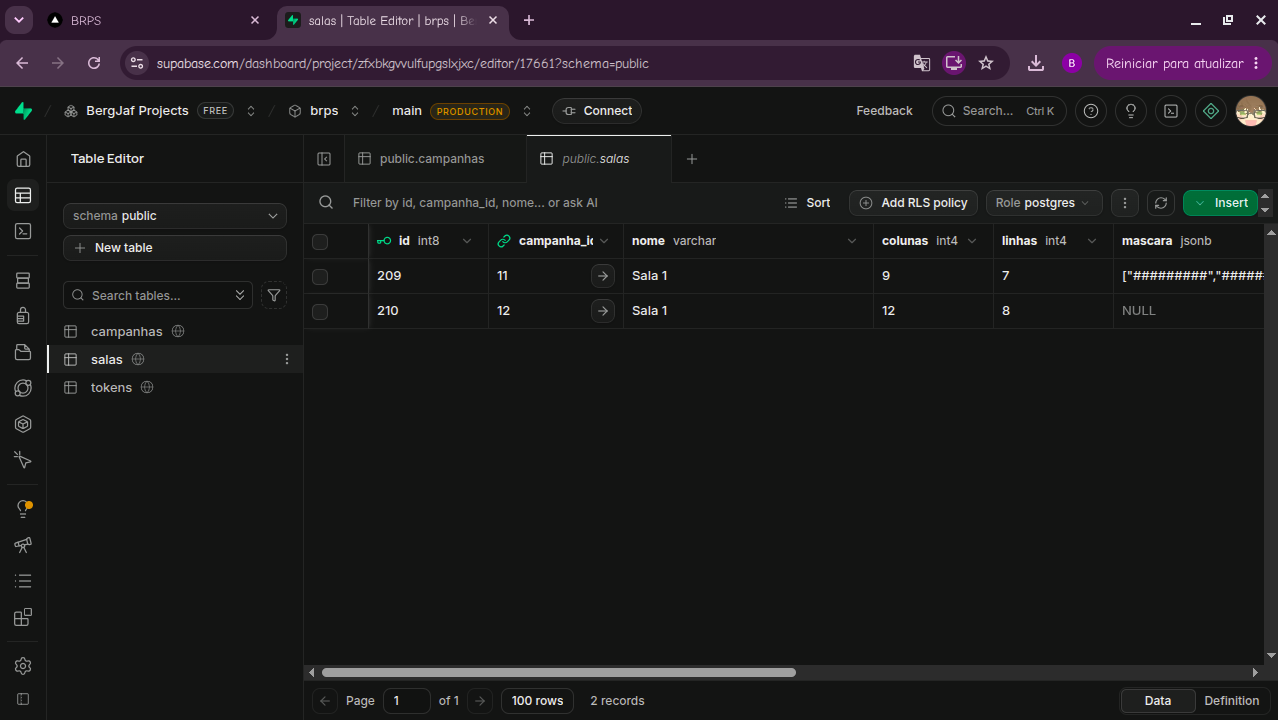 BRPS
salas | Table Editor | brps | Be
supabase.com/dashboard/project/zfxbkgvvulfupgslxjxc/editor/17661?schema=public
B
Reiniciar para atualizar
BergJaf Projects FREE
brps
main PRODUCTION
Connect
Feedback
Search... Ctrl K
Table Editor
public.campanhas
public.salas
schema public
New table
Search tables...
campanhas
salas
tokens
Filter by id, campanha_id, nome... or ask AI
Sort
Add RLS policy
Role postgres
Insert
id int8 campanha_id nome varchar colunas int4 linhas int4 mascara jsonb
209 11 Sala 1 9 7 ["#########","######
210 12 Sala 1 12 8 NULL
Page 1 of 1 100 rows 2 records
Data Definition